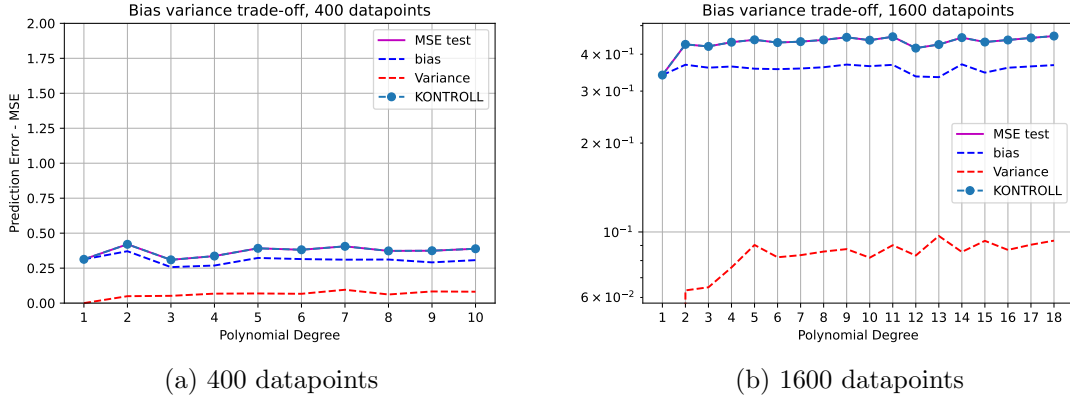 Bias variance trade-off, 400 datapoints
Prediction Error - MSE
2.00
1.75
1.50
1.25
1.00
0.75
0.50
0.25
0.00
MSE test
bias
Variance
KONTROLL
1 2 3 4 5 6 7 8 9 10
Polynomial Degree
(a) 400 datapoints
Bias variance trade-off, 1600 datapoints
4 × 10⁻¹
3 × 10⁻¹
2 × 10⁻¹
10⁻¹
6 × 10⁻²
MSE test
bias
Variance
KONTROLL
1 2 3 4 5 6 7 8 9 10 11 12 13 14 15 16 17 18
Polynomial Degree
(b) 1600 datapoints